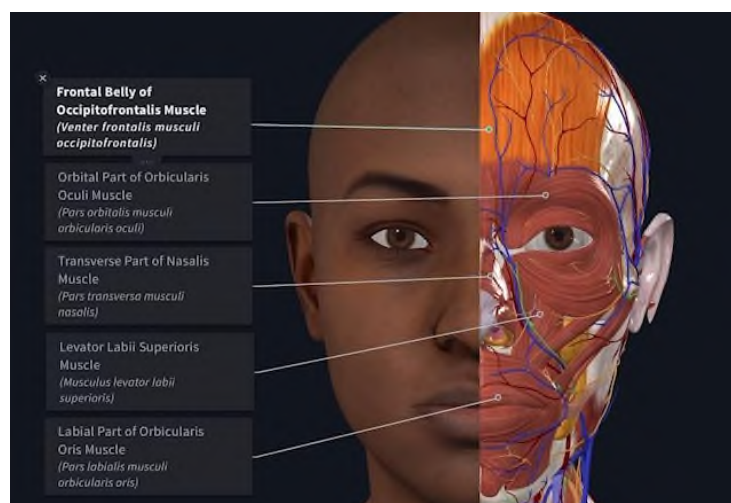 Frontal Belly of
Occipitofrontalis Muscle
(Venter frontalis musculi
occipitofrontalis)
Orbital Part of Orbicularis
Oculi Muscle
(Pars orbitalis musculi
orbicularis oculi)
Transverse Part of Nasalis
Muscle
(Pars transversa musculi
nasalis)
Levator Labii Superioris
Muscle
(Musculus levator labii
superioris)
Labial Part of Orbicularis
Oris Muscle
(Pars labialis musculi
orbicularis oris)